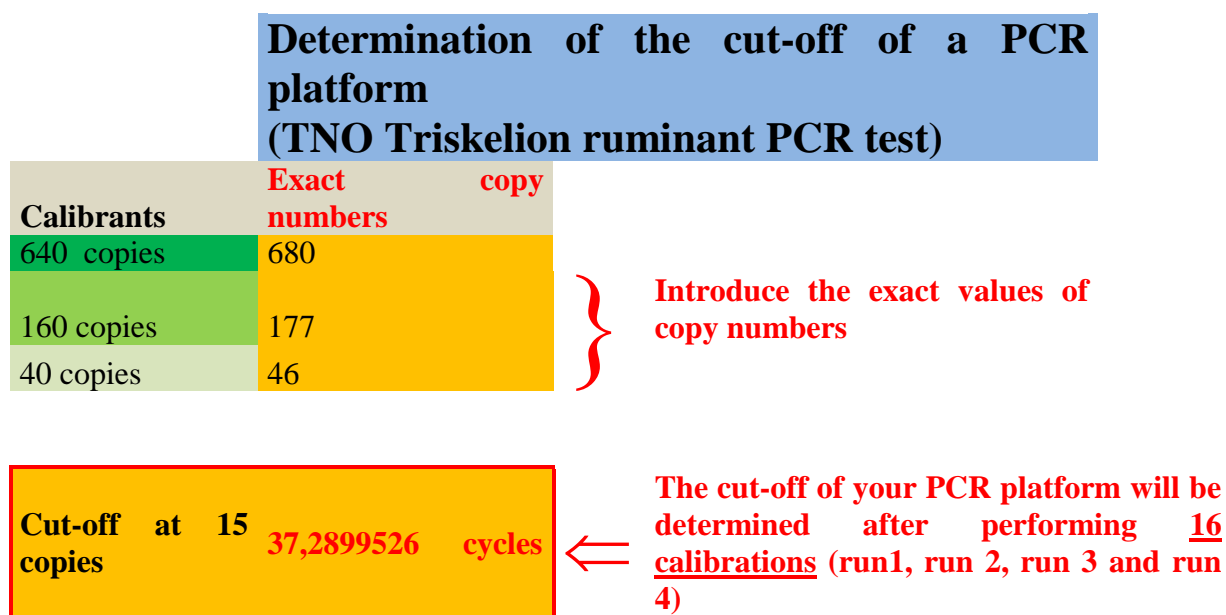 Determination of the cut-off of a PCR
platform
(TNO Triskelion ruminant PCR test)
Calibrants
Exact copy
numbers
640 copies 680
160 copies 177
40 copies 46
Introduce the exact values of
copy numbers
Cut-off at 15
copies
37,2899526 cycles
The cut-off of your PCR platform will be
determined after performing 16
calibrations (run1, run 2, run 3 and run
4)